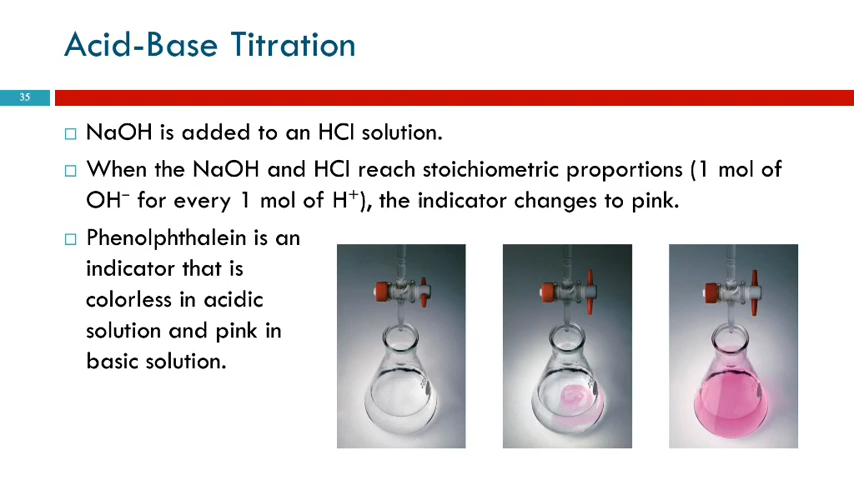 Acid-Base Titration
35
NaOH is added to an HCl solution.
When the NaOH and HCl reach stoichiometric proportions (1 mol of
OH⁻ for every 1 mol of H⁺), the indicator changes to pink.
Phenolphthalein is an
indicator that is
colorless in acidic
solution and pink in
basic solution.